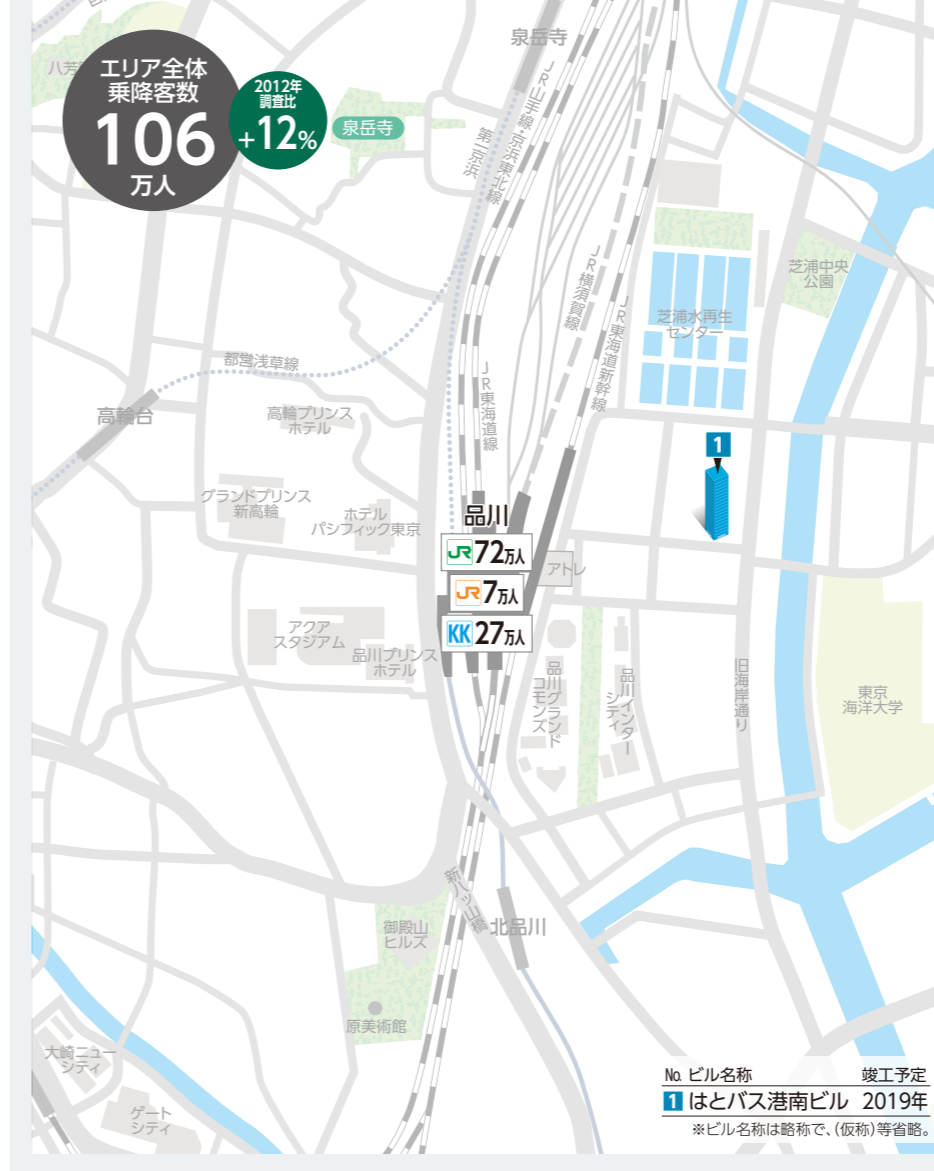 泉岳寺
八芳
エリア全体
乗降客数
106
万人
2012年
調査比
+12%
泉岳寺
第二京浜
JR山手線・京浜東北線
JR横須賀線
JR東海道新幹線
JR東海道線
芝浦中央
公園
芝浦水再生
センター
都営浅草線
高輪台
高輪プリンス
ホテル
1
グランドプリンス
新高輪
ホテル
パシフィック東京
品川
JR 72万人
JR 7万人
KK 27万人
アトレ
アクア
スタジアム
品川プリンス
ホテル
品川グランド
コモンズ
品川インター
シティ
旧海岸通り
東京
海洋大学
新八ツ山橋
北品川
御殿山
ヒルズ
原美術館
大崎ニュー
シティ
ゲート
シティ
No. ビル名称 竣工予定
1 はとバス港南ビル 2019年
※ビル名称は略称で、(仮称)等省略。